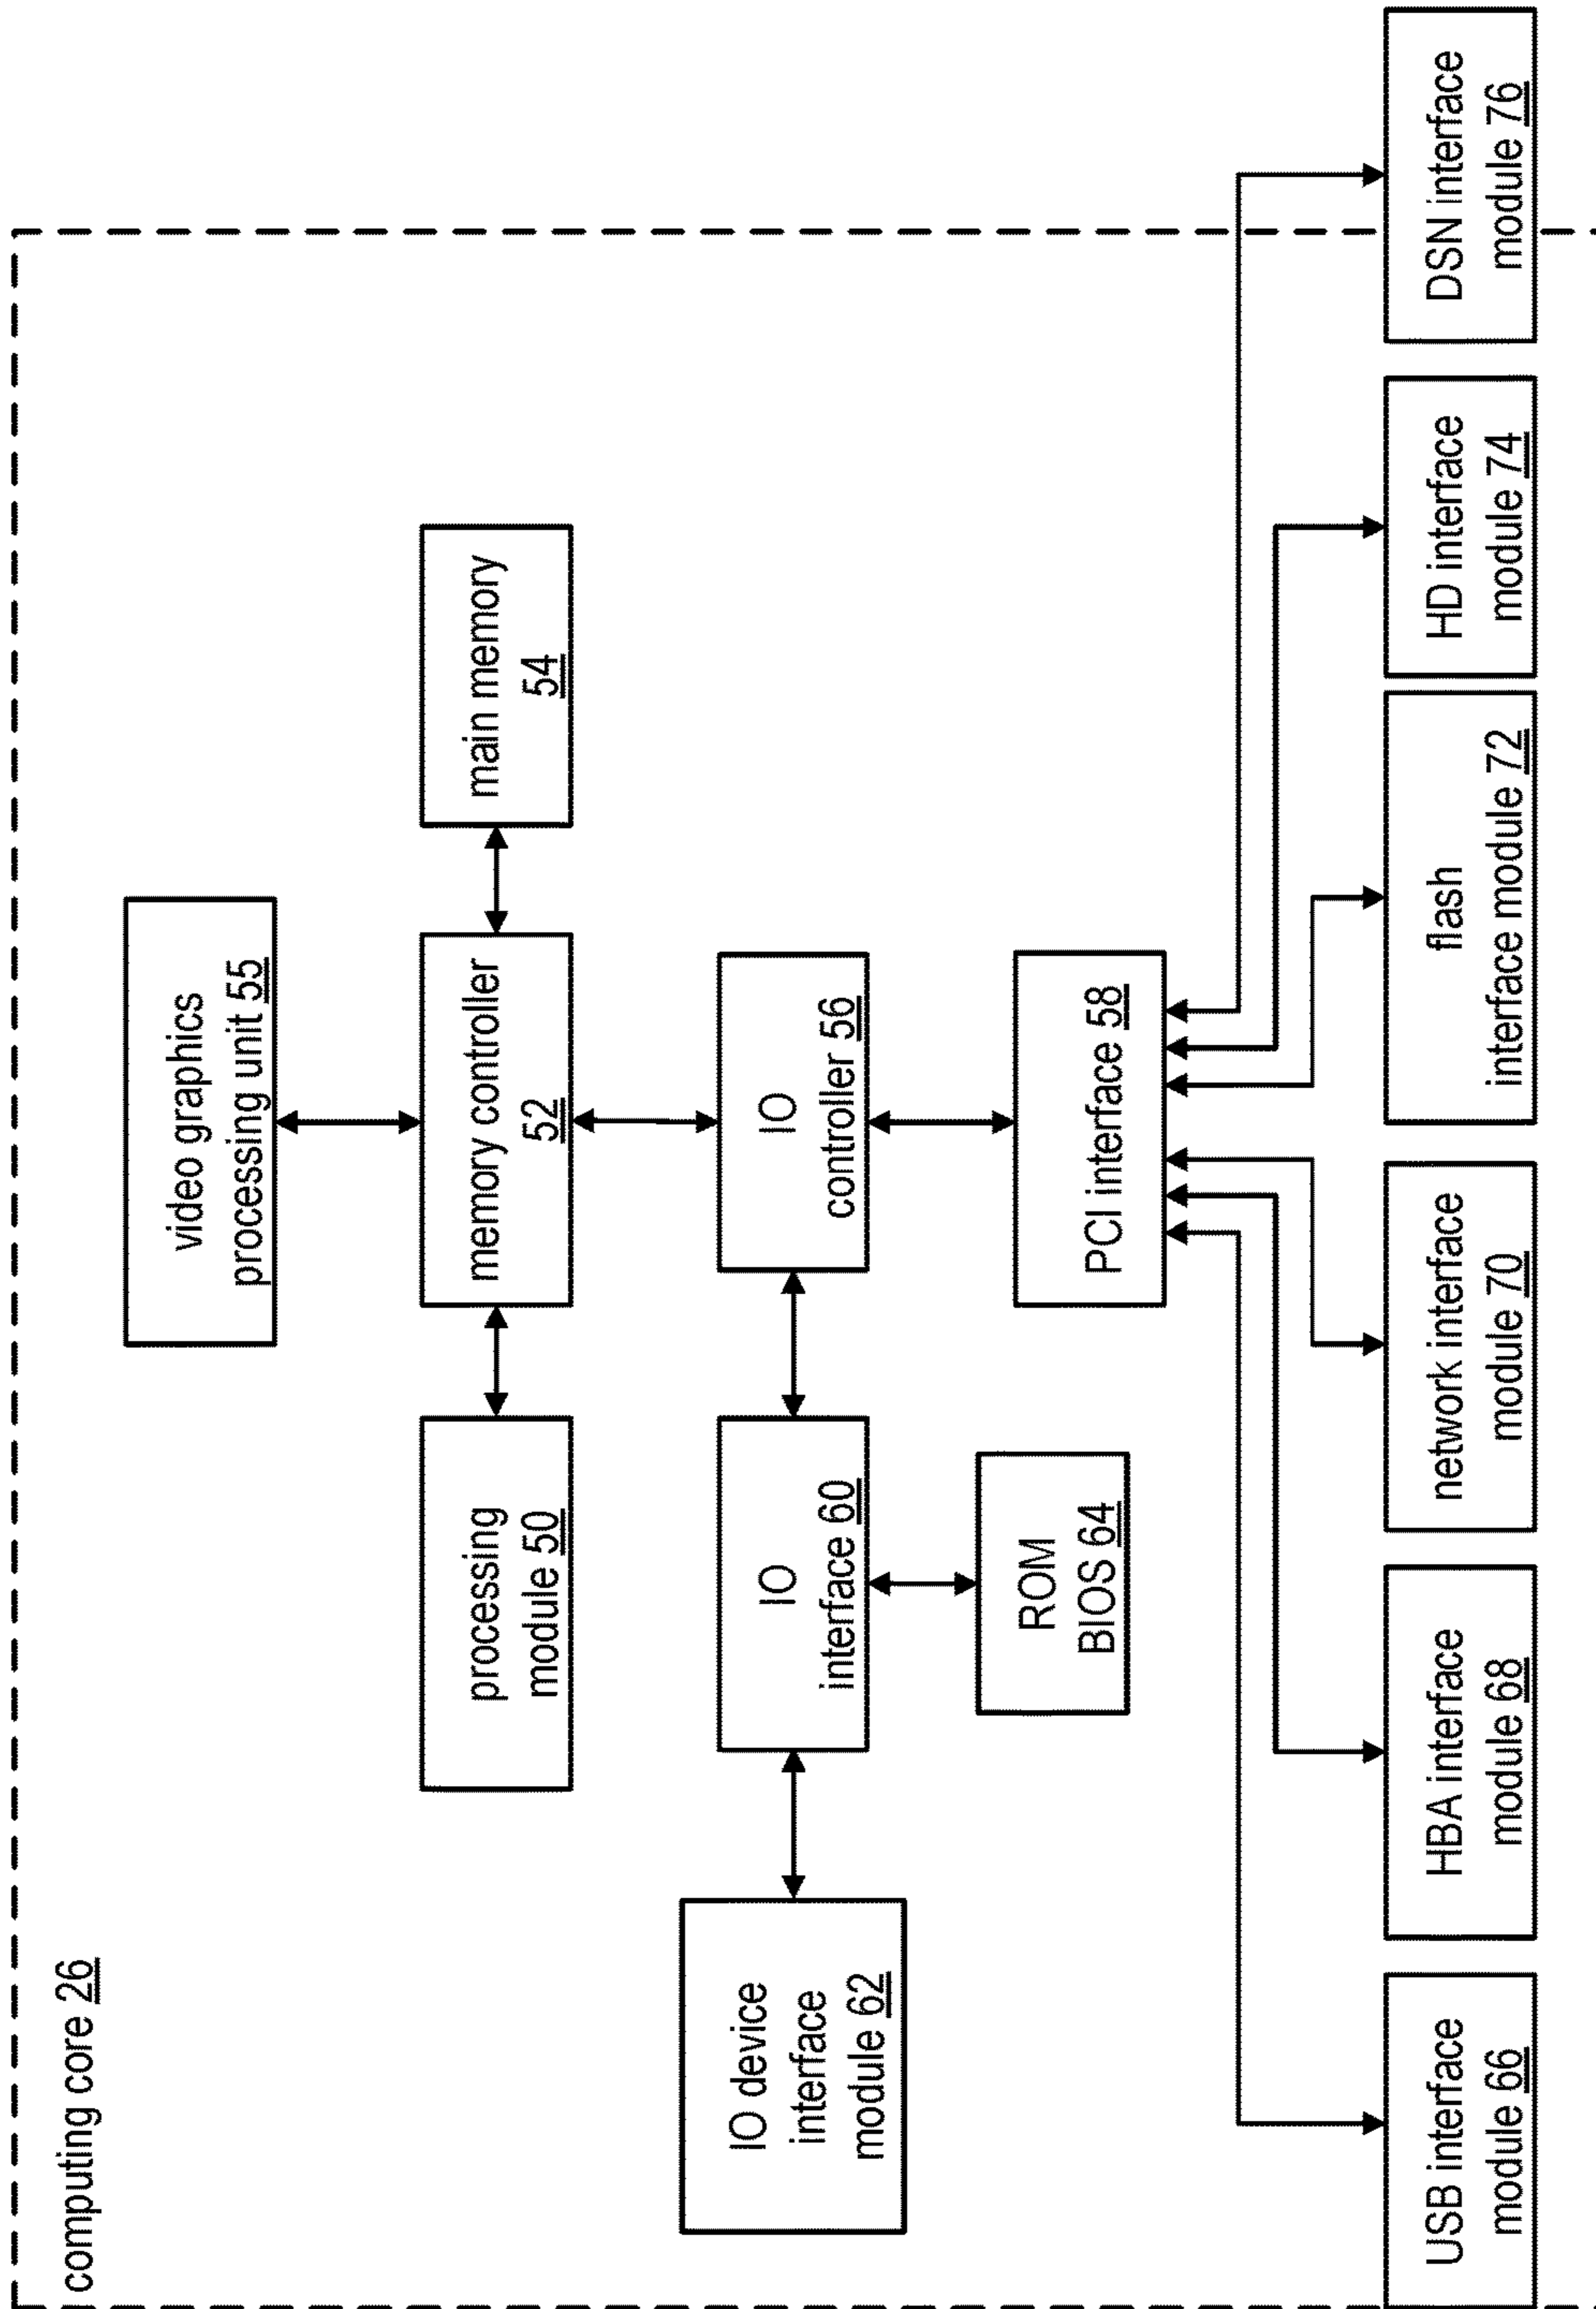 computing core 26
video graphics
processing unit 55
processing
module 50
memory controller
52
main memory
54
IO device
interface
module 62
IO
interface 60
IO
controller 56
ROM
BIOS 64
PCI interface 58
USB interface
module 66
HBA interface
module 68
network interface
module 70
flash
interface module 72
HD interface
module 74
DSN interface
module 76